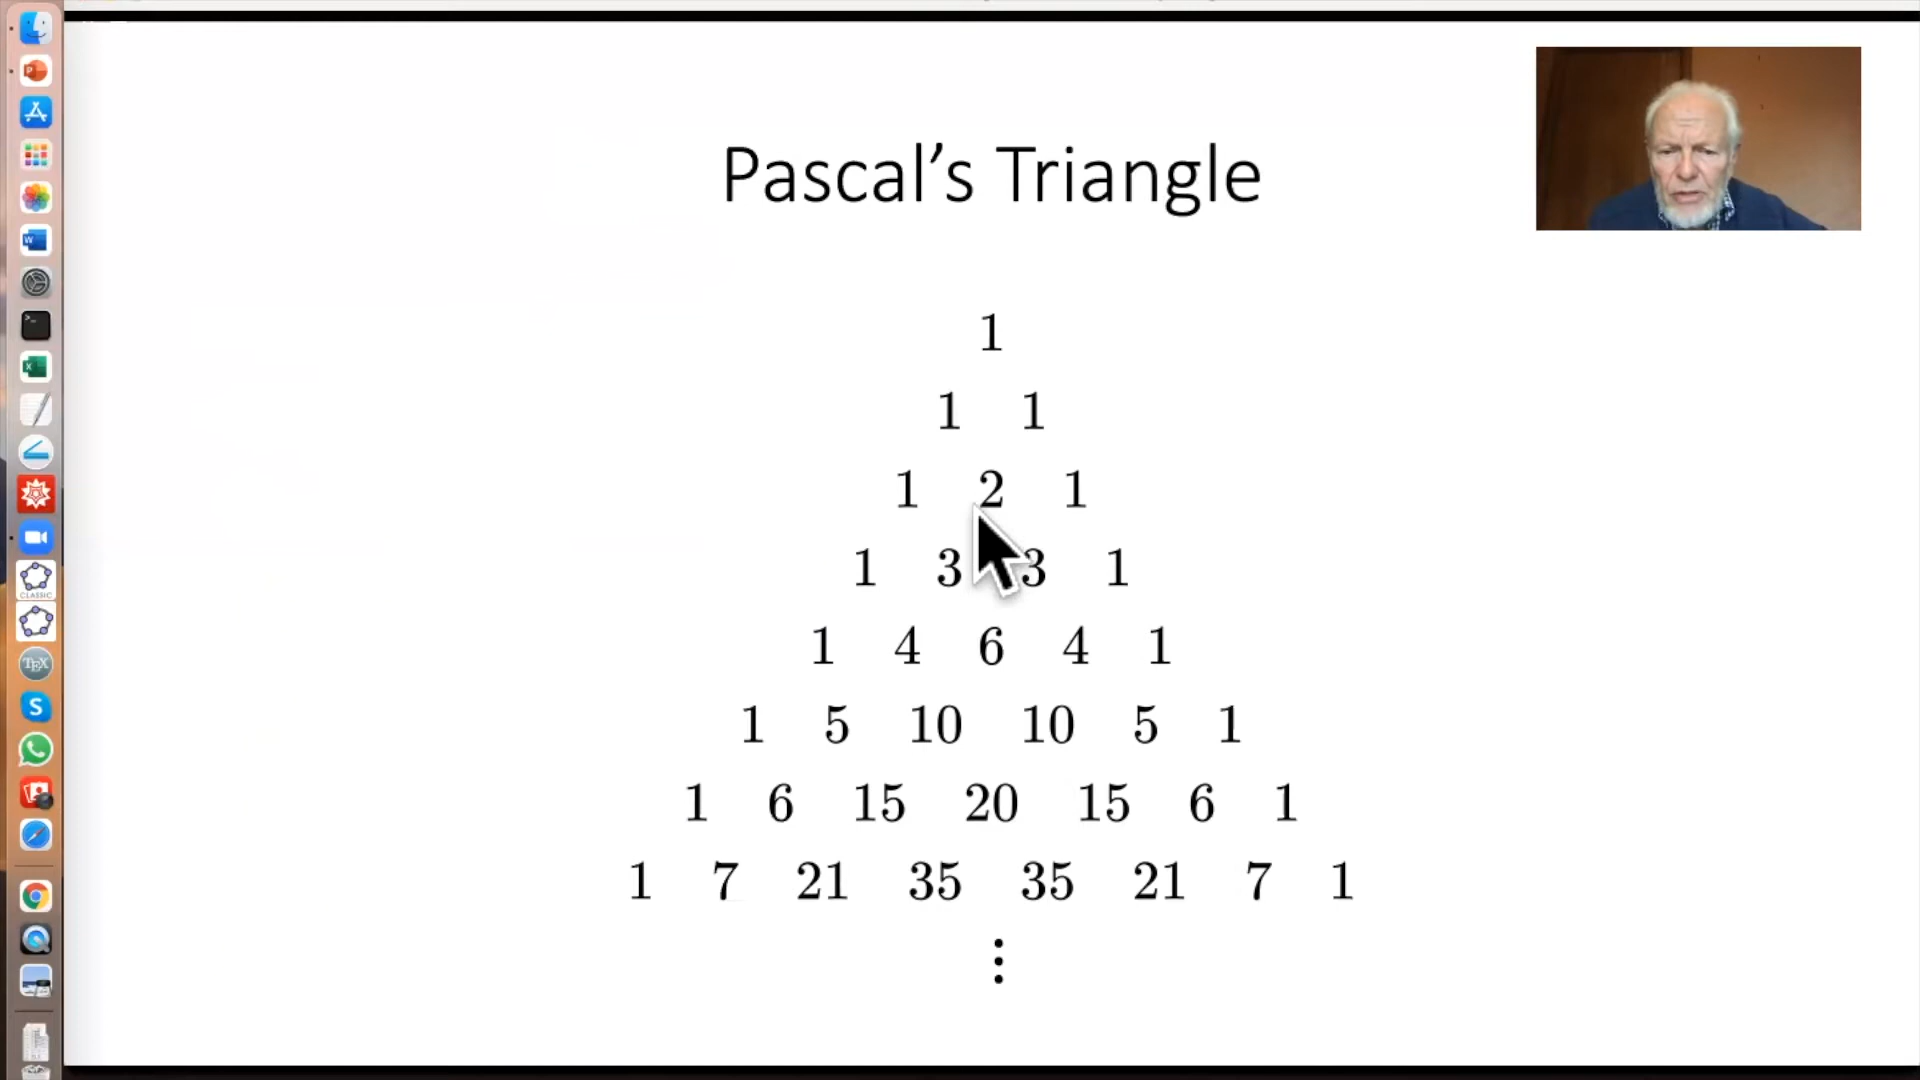 Pascal’s Triangle
1
1 1
1 2 1
1 3 3 1
1 4 6 4 1
1 5 10 10 5 1
1 6 15 20 15 6 1
1 7 21 35 35 21 7 1
⋮
CLASSIC
TEX